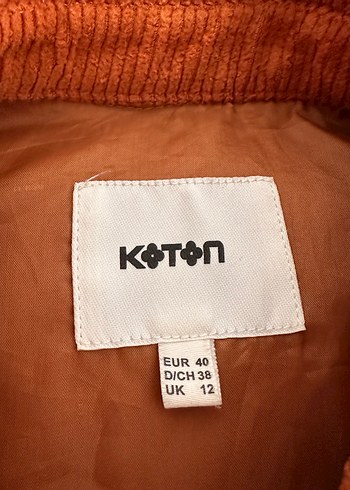 KOTON
EUR 40
D/CH 38
UK 12